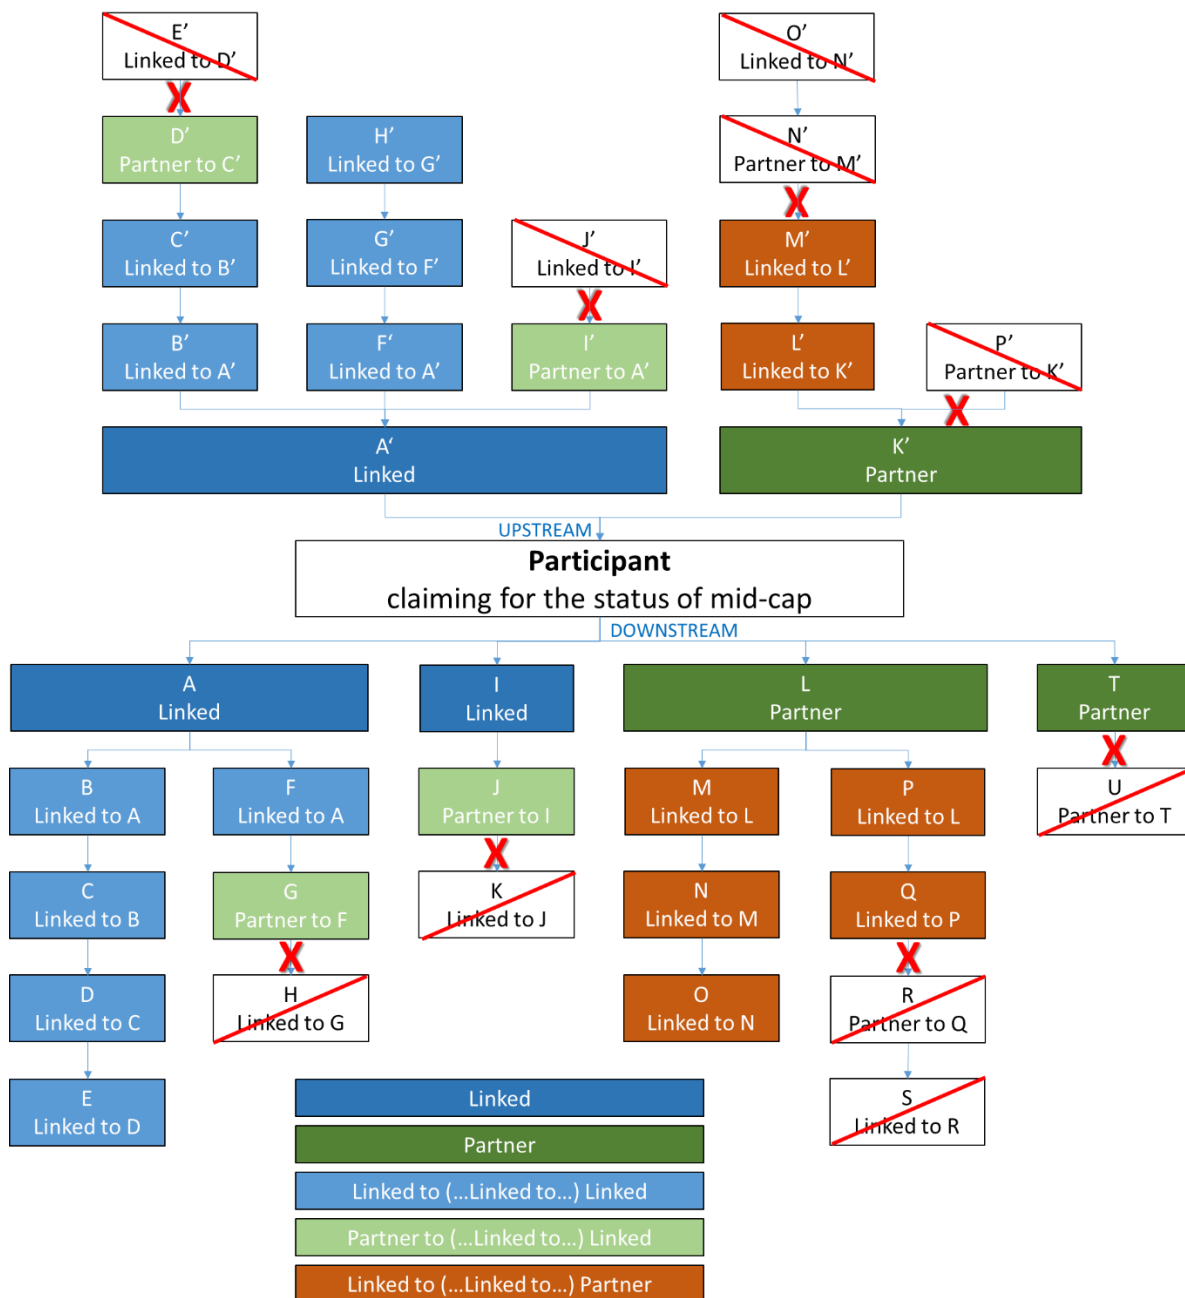 E’
Linked to D’
O’
Linked to N’
X
D’
Partner to C’
H’
Linked to G’
N’
Partner to M’
X
C’
Linked to B’
G’
Linked to F’
J’
Linked to I’
M’
Linked to L’
X
B’
Linked to A’
F‘
Linked to A’
I’
Partner to A’
L’
Linked to K’
P’
Partner to K’
X
A‘
Linked
K’
Partner
UPSTREAM
Participant
claiming for the status of mid-cap
DOWNSTREAM
A
Linked
I
Linked
L
Partner
T
Partner
X
B
Linked to A
F
Linked to A
J
Partner to I
M
Linked to L
P
Linked to L
U
Partner to T
X
C
Linked to B
G
Partner to F
K
Linked to J
N
Linked to M
Q
Linked to P
X
X
D
Linked to C
H
Linked to G
O
Linked to N
R
Partner to Q
E
Linked to D
S
Linked to R
Linked
Partner
Linked to (…Linked to…) Linked
Partner to (…Linked to…) Linked
Linked to (…Linked to…) Partner